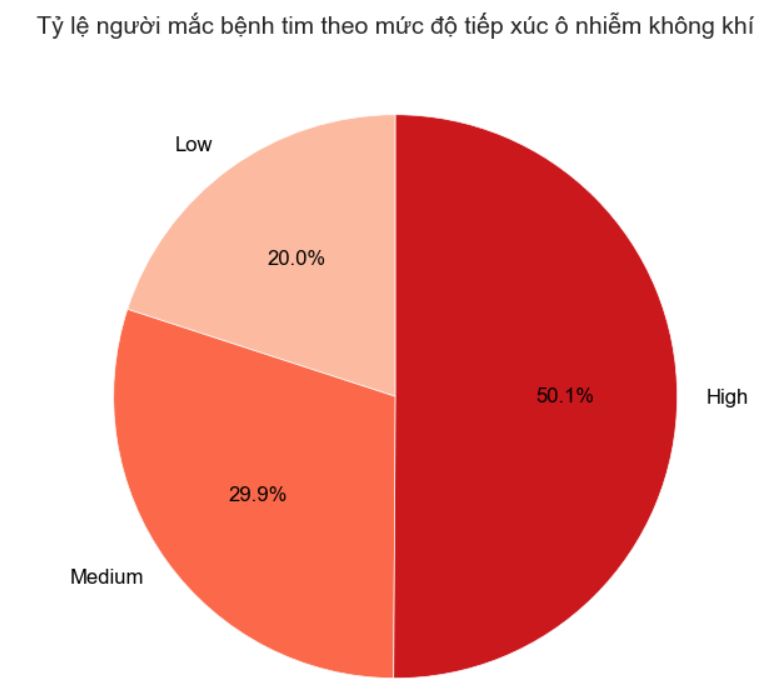 Tỷ lệ người mắc bệnh tim theo mức độ tiếp xúc ô nhiễm không khí
Low
20.0%
50.1%
High
29.9%
Medium